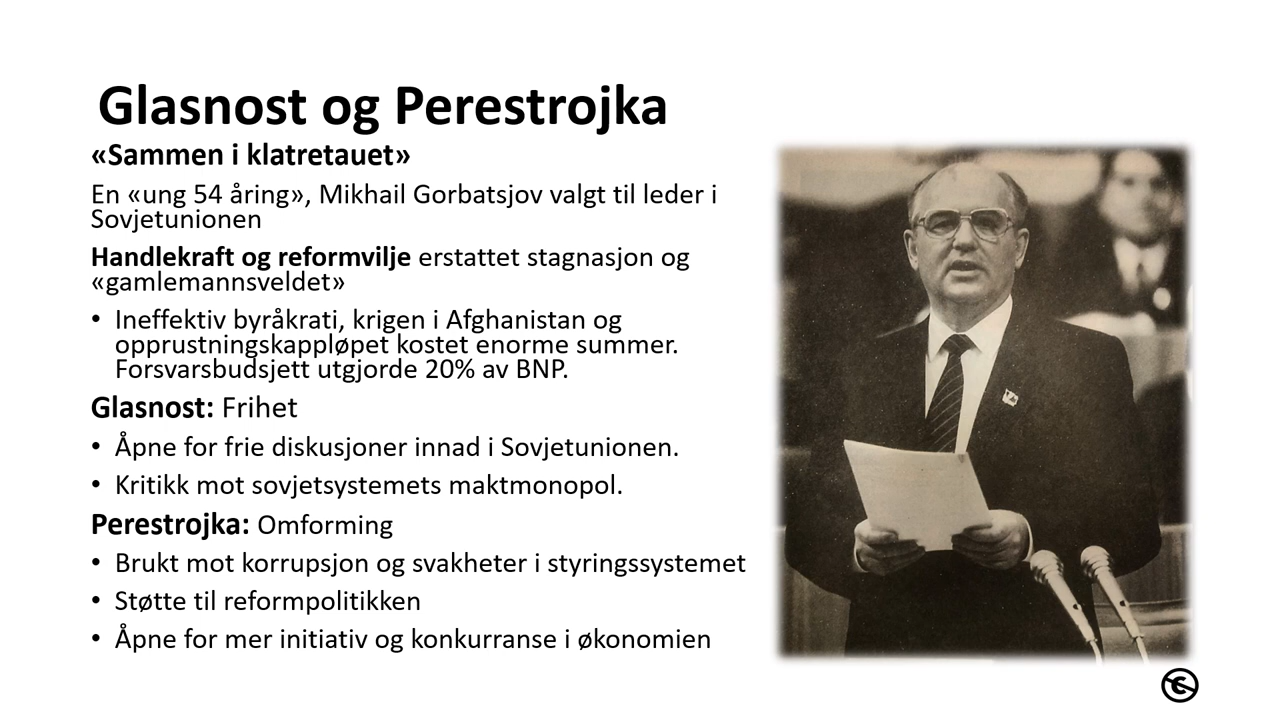 Glasnost og Perestrojka
«Sammen i klatretauet»
En «ung 54 åring», Mikhail Gorbatsjov valgt til leder i
Sovjetunionen
Handlekraft og reformvilje erstattet stagnasjon og
«gamlemannsveldet»
• Ineffektiv byråkrati, krigen i Afghanistan og
opprustningskappløpet kostet enorme summer.
Forsvarsbudsjett utgjorde 20% av BNP.
Glasnost: Frihet
• Åpne for frie diskusjoner innad i Sovjetunionen.
• Kritikk mot sovjetsystemets maktmonopol.
Perestrojka: Omforming
• Brukt mot korrupsjon og svakheter i styringssystemet
• Støtte til reformpolitikken
• Åpne for mer initiativ og konkurranse i økonomien